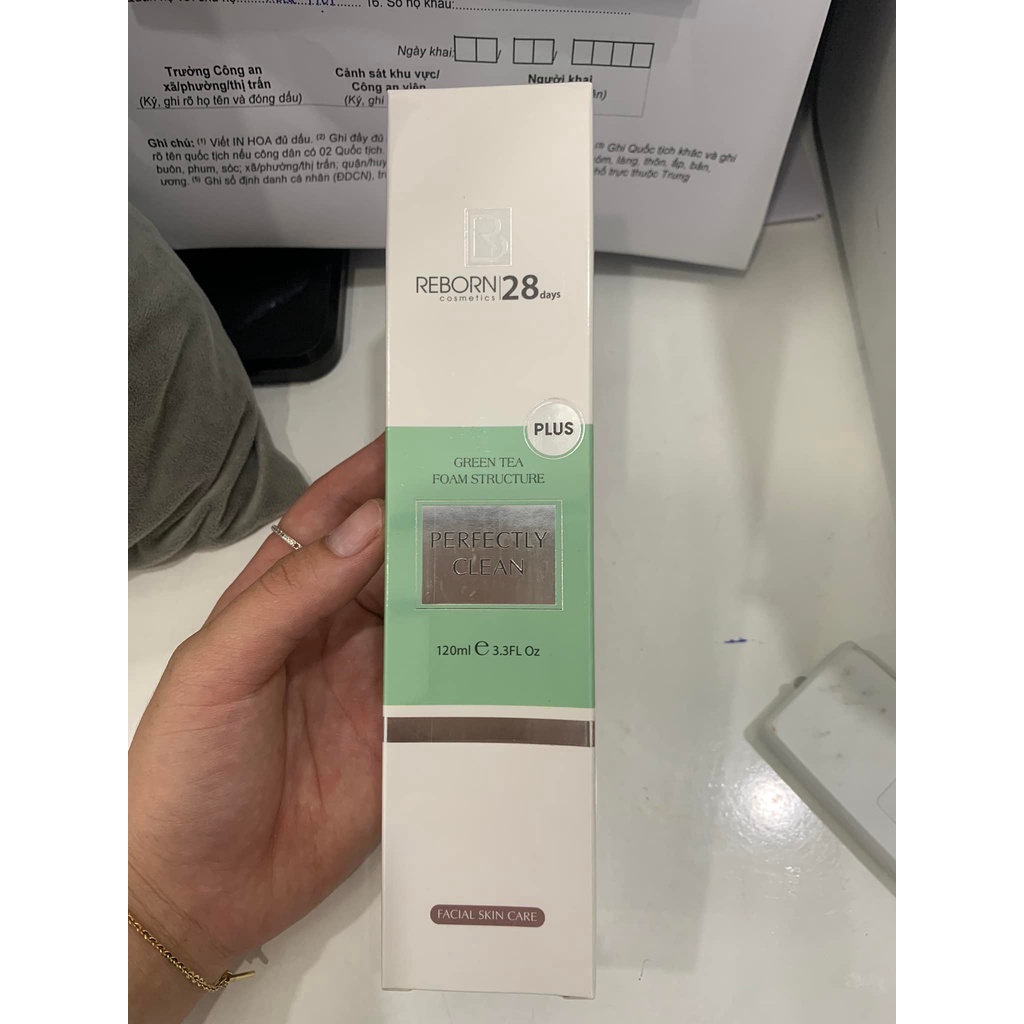 16. Số hộ khẩu:
Ngày khai: / /
Trưởng Công an
xã/phường/thị trấn
(Ký, ghi rõ họ tên và đóng dấu)
Cảnh sát khu vực/
Công an viên
(Ký, ghi
Người khai
Ghi chú: (1) Viết IN HOA đủ dấu. (2) Ghi đầy đủ
rõ tên quốc tịch nếu công dân có 02 Quốc tịch.
buôn, phum, sóc; xã/phường/thị trấn; quận/huy
ương. (5) Ghi số định danh cá nhân (ĐDCN),
(3) Ghi Quốc tịch khác và ghi
óm, làng, thôn, ấp, bản,
hố trực thuộc Trung
REBORN 28 days
cosmetics
PLUS
GREEN TEA
FOAM STRUCTURE
PERFECTLY
CLEAN
120ml e 3.3FL Oz
FACIAL SKIN CARE